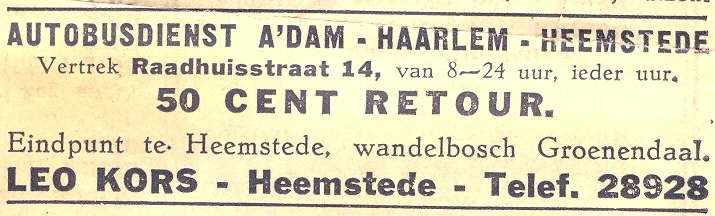 AUTOBUSDIENST A'DAM - HAARLEM - HEEMSTEDE
Vertrek Raadhuisstraat 14, van 8—24 uur, ieder uur.
50 CENT RETOUR.
Eindpunt te Heemstede, wandelbosch Groenendaal.
LEO KORS - Heemstede - Telef. 28928